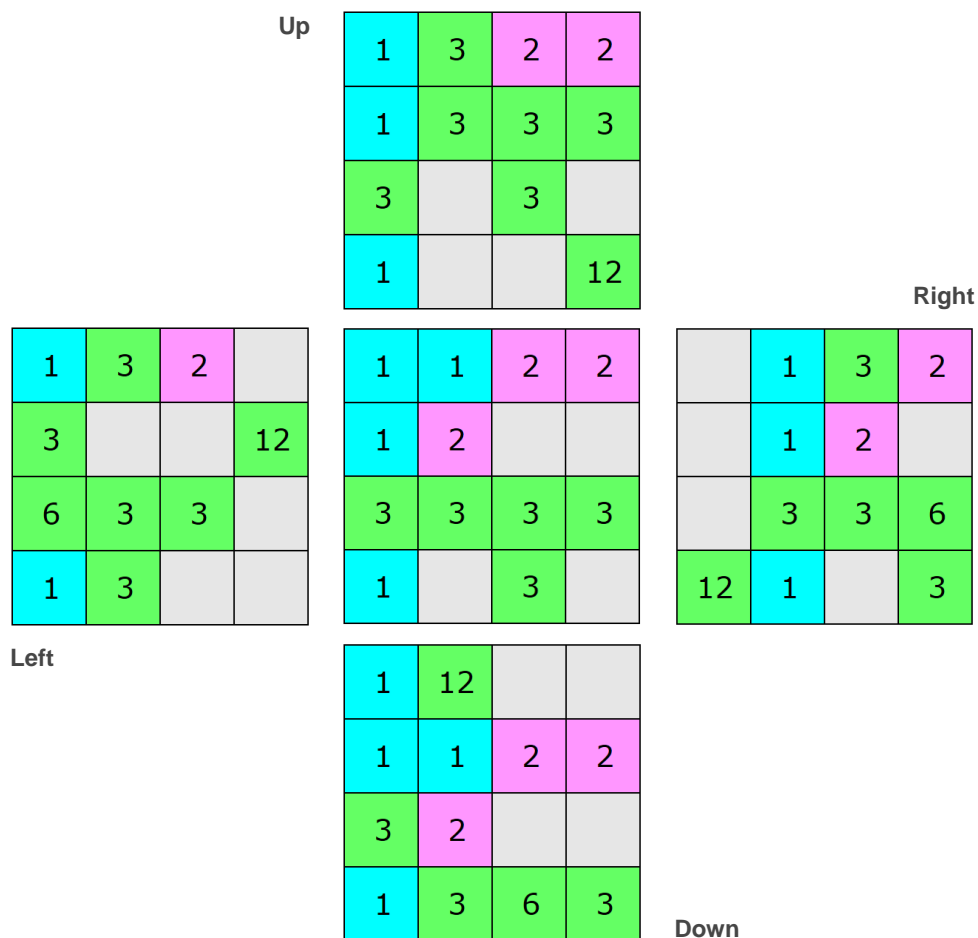 Up
1 3 2 2
1 3 3 3
3 3
1 12
Right
1 3 2
3 12
6 3 3
1 3
1 1 2 2
1 2
3 3 3 3
1 3
1 3 2
1 2
3 3 6
12 1 3
Left
1 12
1 1 2 2
3 2
1 3 6 3
Down